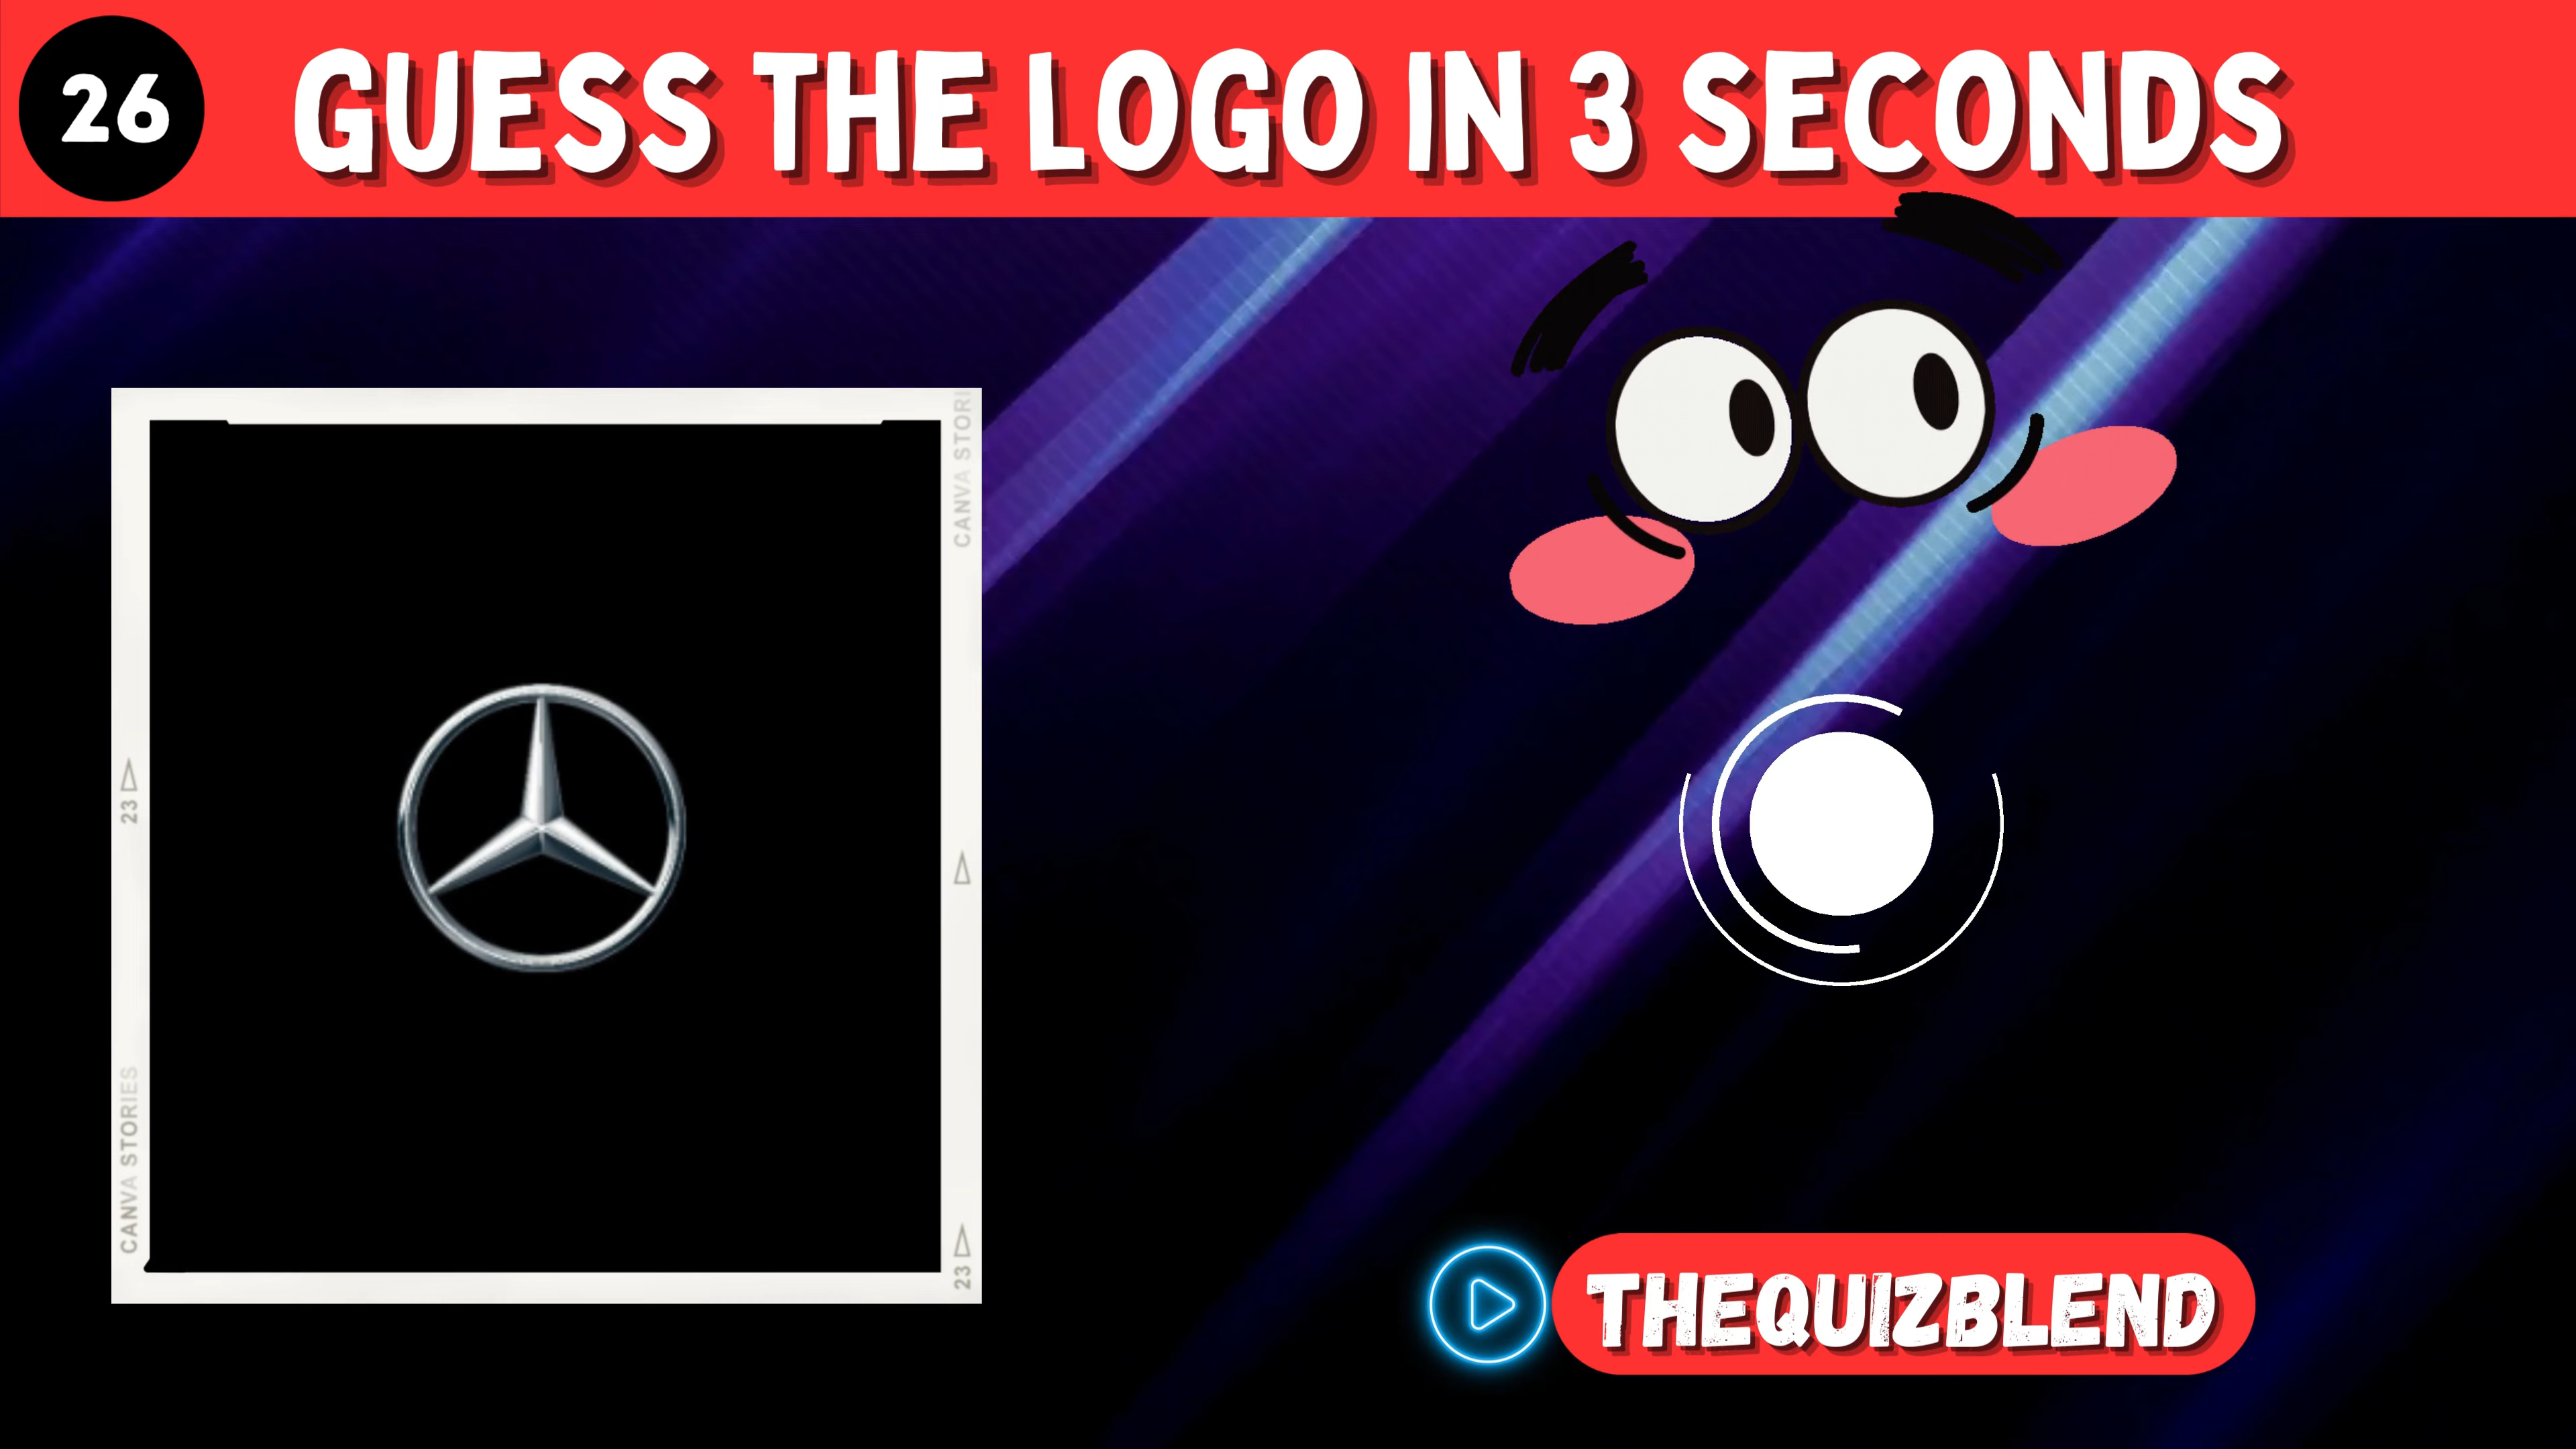 26
GUESS THE LOGO IN 3 SECONDS
CANVA STORI
23
CANVA STORIES
23
THEQUIZBLEND